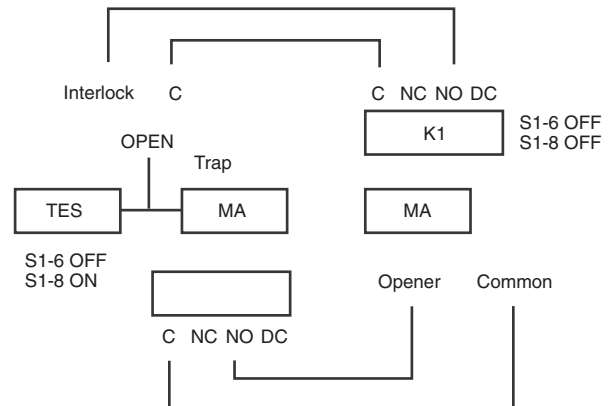 Interlock C
C NC NO DC
K1
S1-6 OFF
S1-8 OFF
OPEN
Trap
TES
MA
MA
S1-6 OFF
S1-8 ON
Opener Common
C NC NO DC